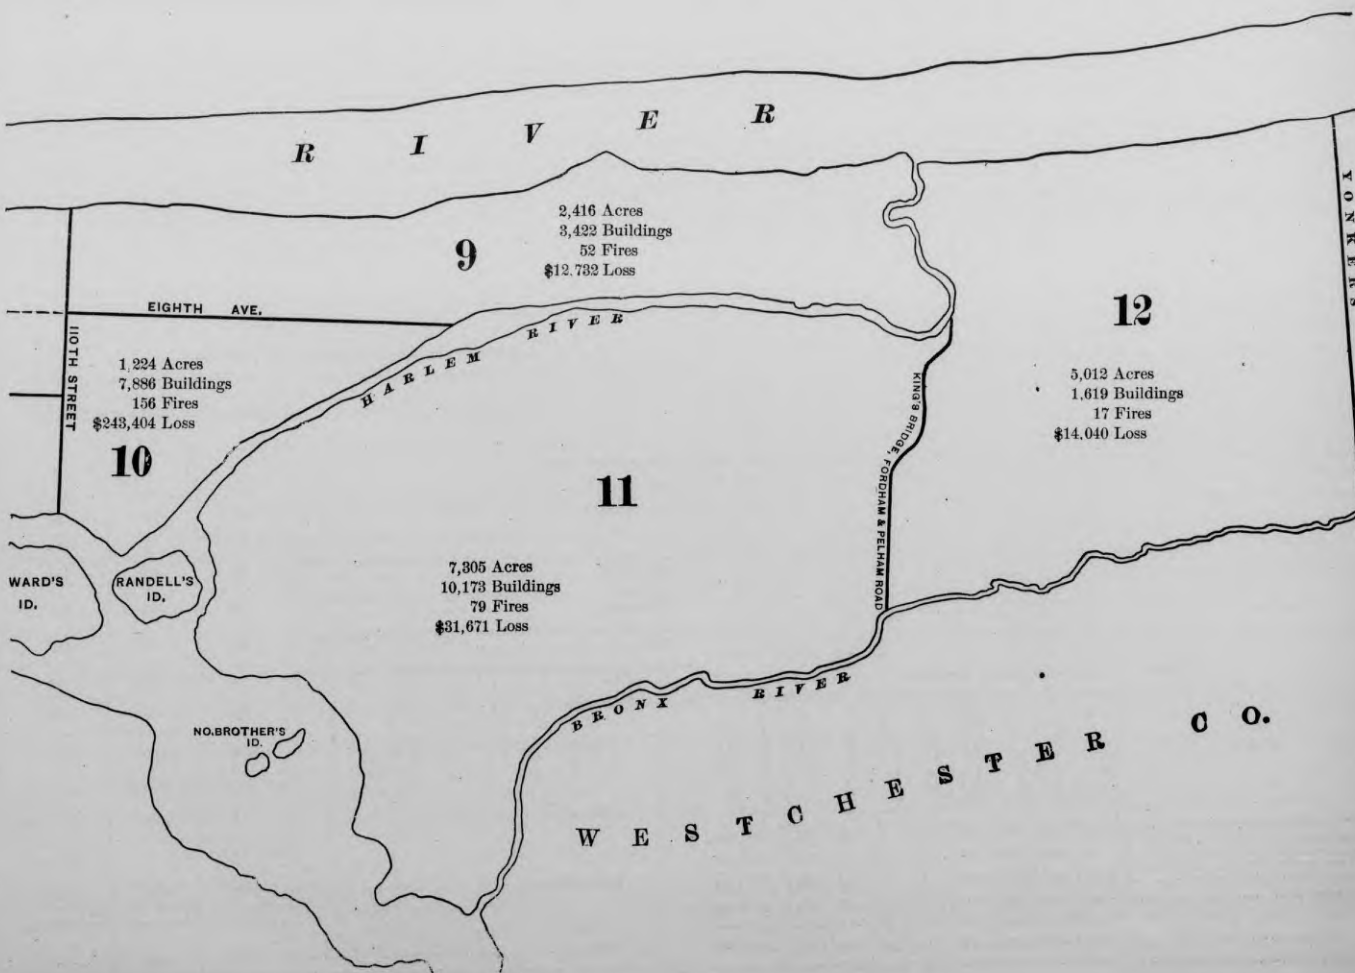 RIVER
YONKERS
9
2,416 Acres
3,422 Buildings
52 Fires
$12.732 Loss
EIGHTH AVE.
110TH STREET
1,224 Acres
7,886 Buildings
156 Fires
$243,404 Loss
10
HARLEM RIVER
12
5,012 Acres
1,619 Buildings
17 Fires
$14,040 Loss
KING'S BRIDGE, FORDHAM & PELHAM ROAD
11
7,305 Acres
10,173 Buildings
79 Fires
$31,671 Loss
WARD'S
ID.
RANDELL'S
ID.
NO.BROTHER'S
ID.
BRONX RIVER
WESTCHESTER CO.